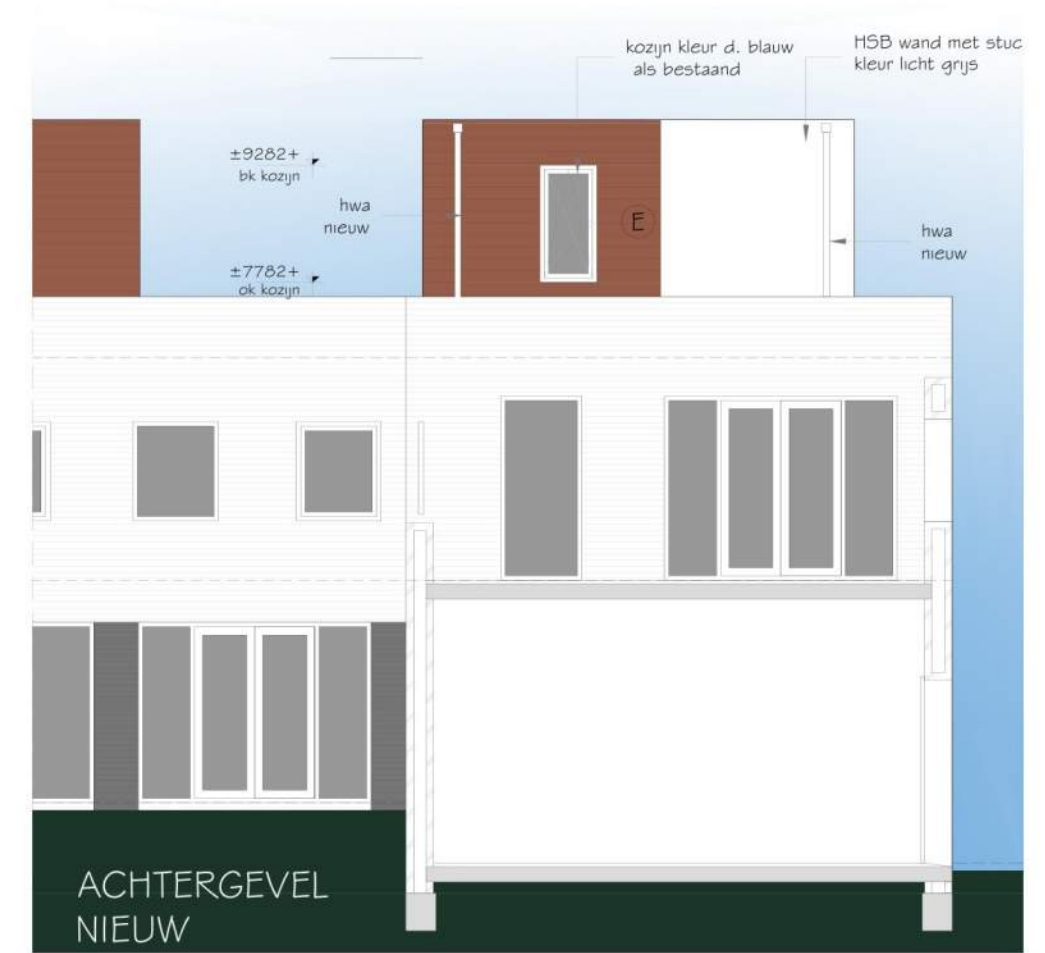 kozijn kleur d. blauw
als bestaand
HSB wand met stuc
kleur licht grijs
±9282+
bk kozijn
hwa
nieuw
E
hwa
nieuw
±7782+
ok kozijn
ACHTERGEVEL
NIEUW